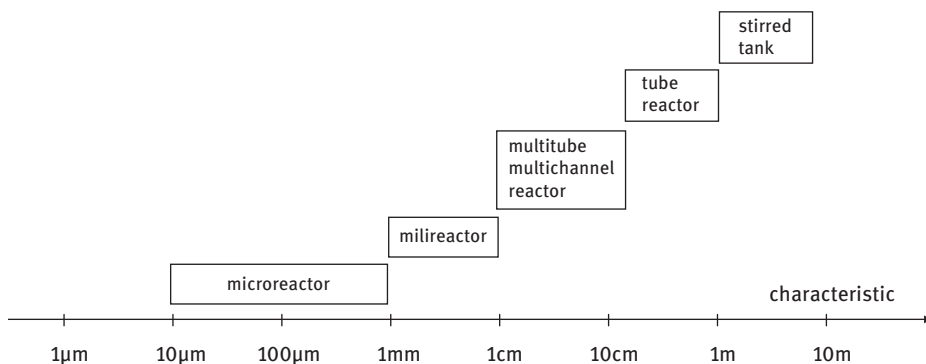 stirred
tank
tube
reactor
multitube
multichannel
reactor
milireactor
microreactor
characteristic
1µm 10µm 100µm 1mm 1cm 10cm 1m 10m